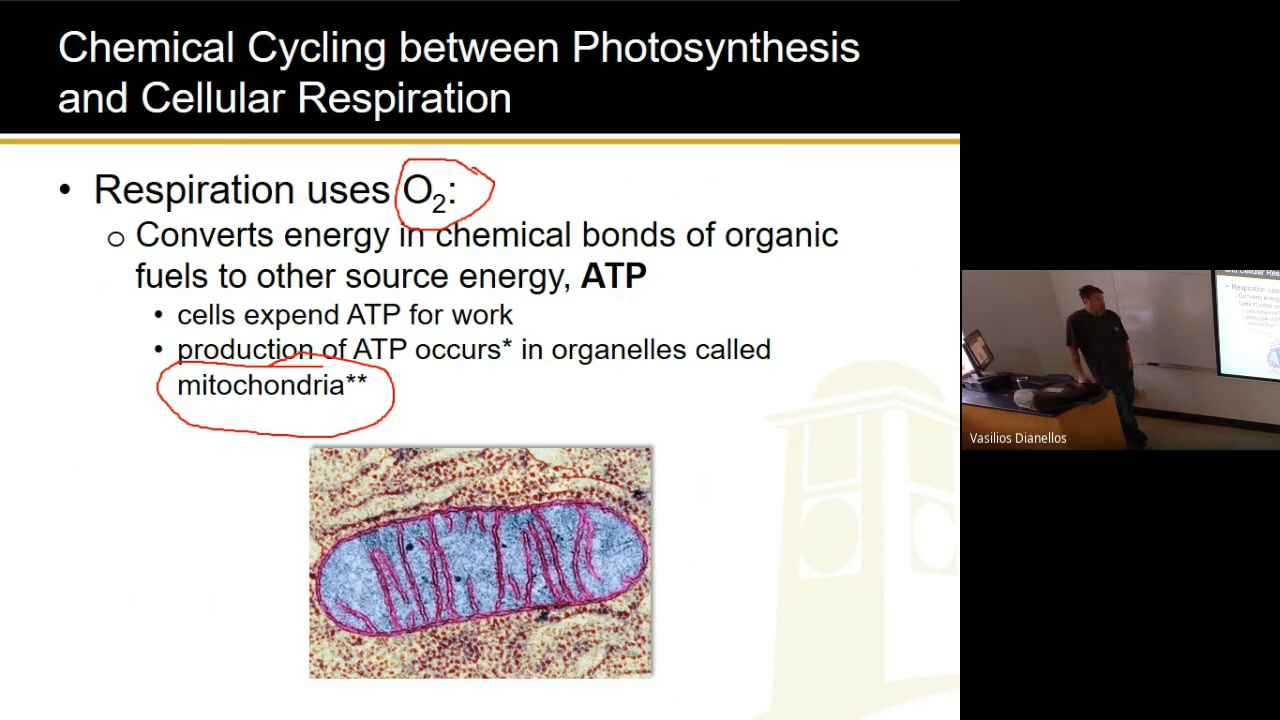 Chemical Cycling between Photosynthesis
and Cellular Respiration
• Respiration uses O₂:
o Converts energy in chemical bonds of organic
fuels to other source energy, ATP
• cells expend ATP for work
• production of ATP occurs* in organelles called
mitochondria**
Vasilios Dianellos